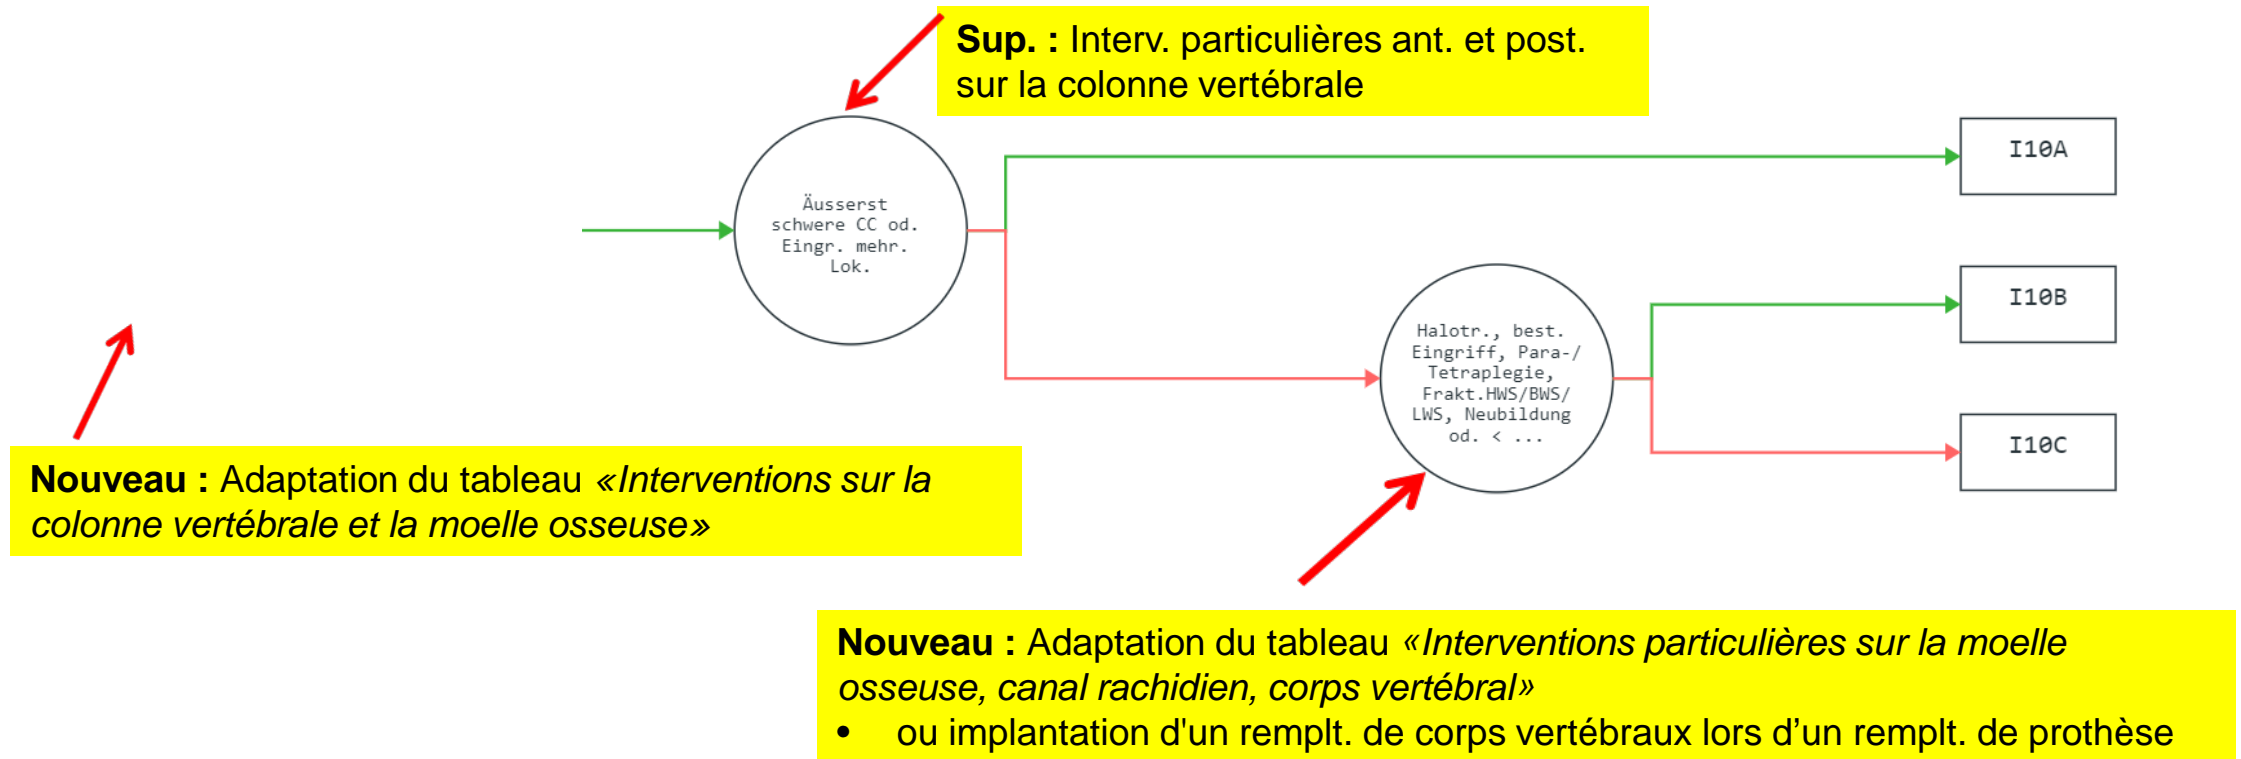 Sup. : Interv. particulières ant. et post.
sur la colonne vertébrale
I10A
Äusserst
schwere CC od.
Eingr. mehr.
Lok.
I10B
Halotr., best.
Eingriff, Para-/
Tetraplegie,
Frakt.HWS/BWS/
LWS, Neubildung
od. < ...
I10C
Nouveau : Adaptation du tableau «Interventions sur la
colonne vertébrale et la moelle osseuse»
Nouveau : Adaptation du tableau «Interventions particulières sur la moelle
osseuse, canal rachidien, corps vertébral»
• ou implantation d'un remplt. de corps vertébraux lors d’un remplt. de prothèse